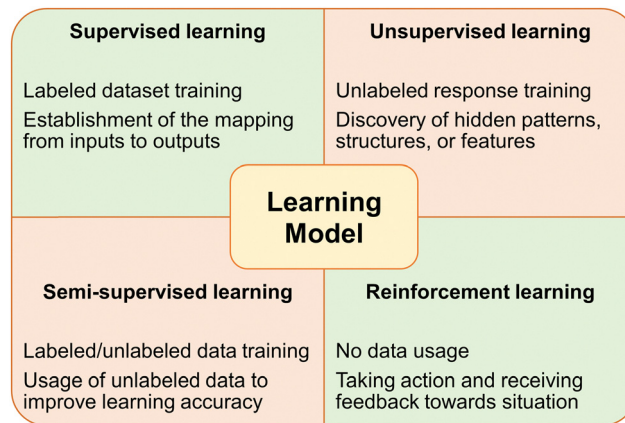 Supervised learning
Labeled dataset training
Establishment of the mapping
from inputs to outputs
Unsupervised learning
Unlabeled response training
Discovery of hidden patterns,
structures, or features
Learning
Model
Semi-supervised learning
Labeled/unlabeled data training
Usage of unlabeled data to
improve learning accuracy
Reinforcement learning
No data usage
Taking action and receiving
feedback towards situation